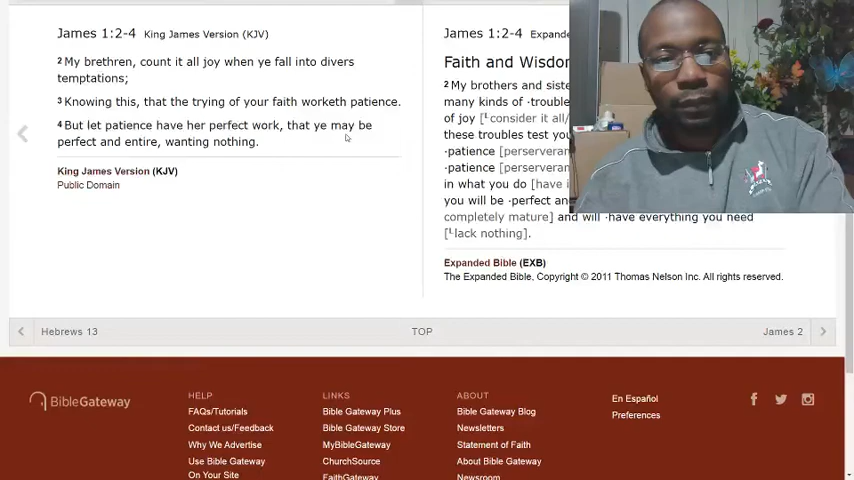 James 1:2-4 King James Version (KJV)
2 My brethren, count it all joy when ye fall into divers
temptations;
3 Knowing this, that the trying of your faith worketh patience.
4 But let patience have her perfect work, that ye may be
perfect and entire, wanting nothing.
King James Version (KJV)
Public Domain
James 1:2-4 Expanded
Faith and Wisdom
2 My brothers and
many kinds of ·
of joy [L consider it all/
these troubles test you
·patience
·patience
in what you do [have
you will be ·perfect
completely mature] and will ·have everything you need
[L lack nothing].
Expanded Bible (EXB)
The Expanded Bible, Copyright © 2011 Thomas Nelson Inc. All rights reserved.
Hebrews 13 TOP James 2
BibleGateway
HELP
FAQs/Tutorials
Contact us/Feedback
Why We Advertise
Use Bible Gateway
On Your Site
LINKS
Bible Gateway Plus
Bible Gateway Store
MyBibleGateway
ChurchSource
FaithGateway
ABOUT
Bible Gateway Blog
Newsletters
Statement of Faith
About Bible Gateway
Newsroom
En Español
Preferences